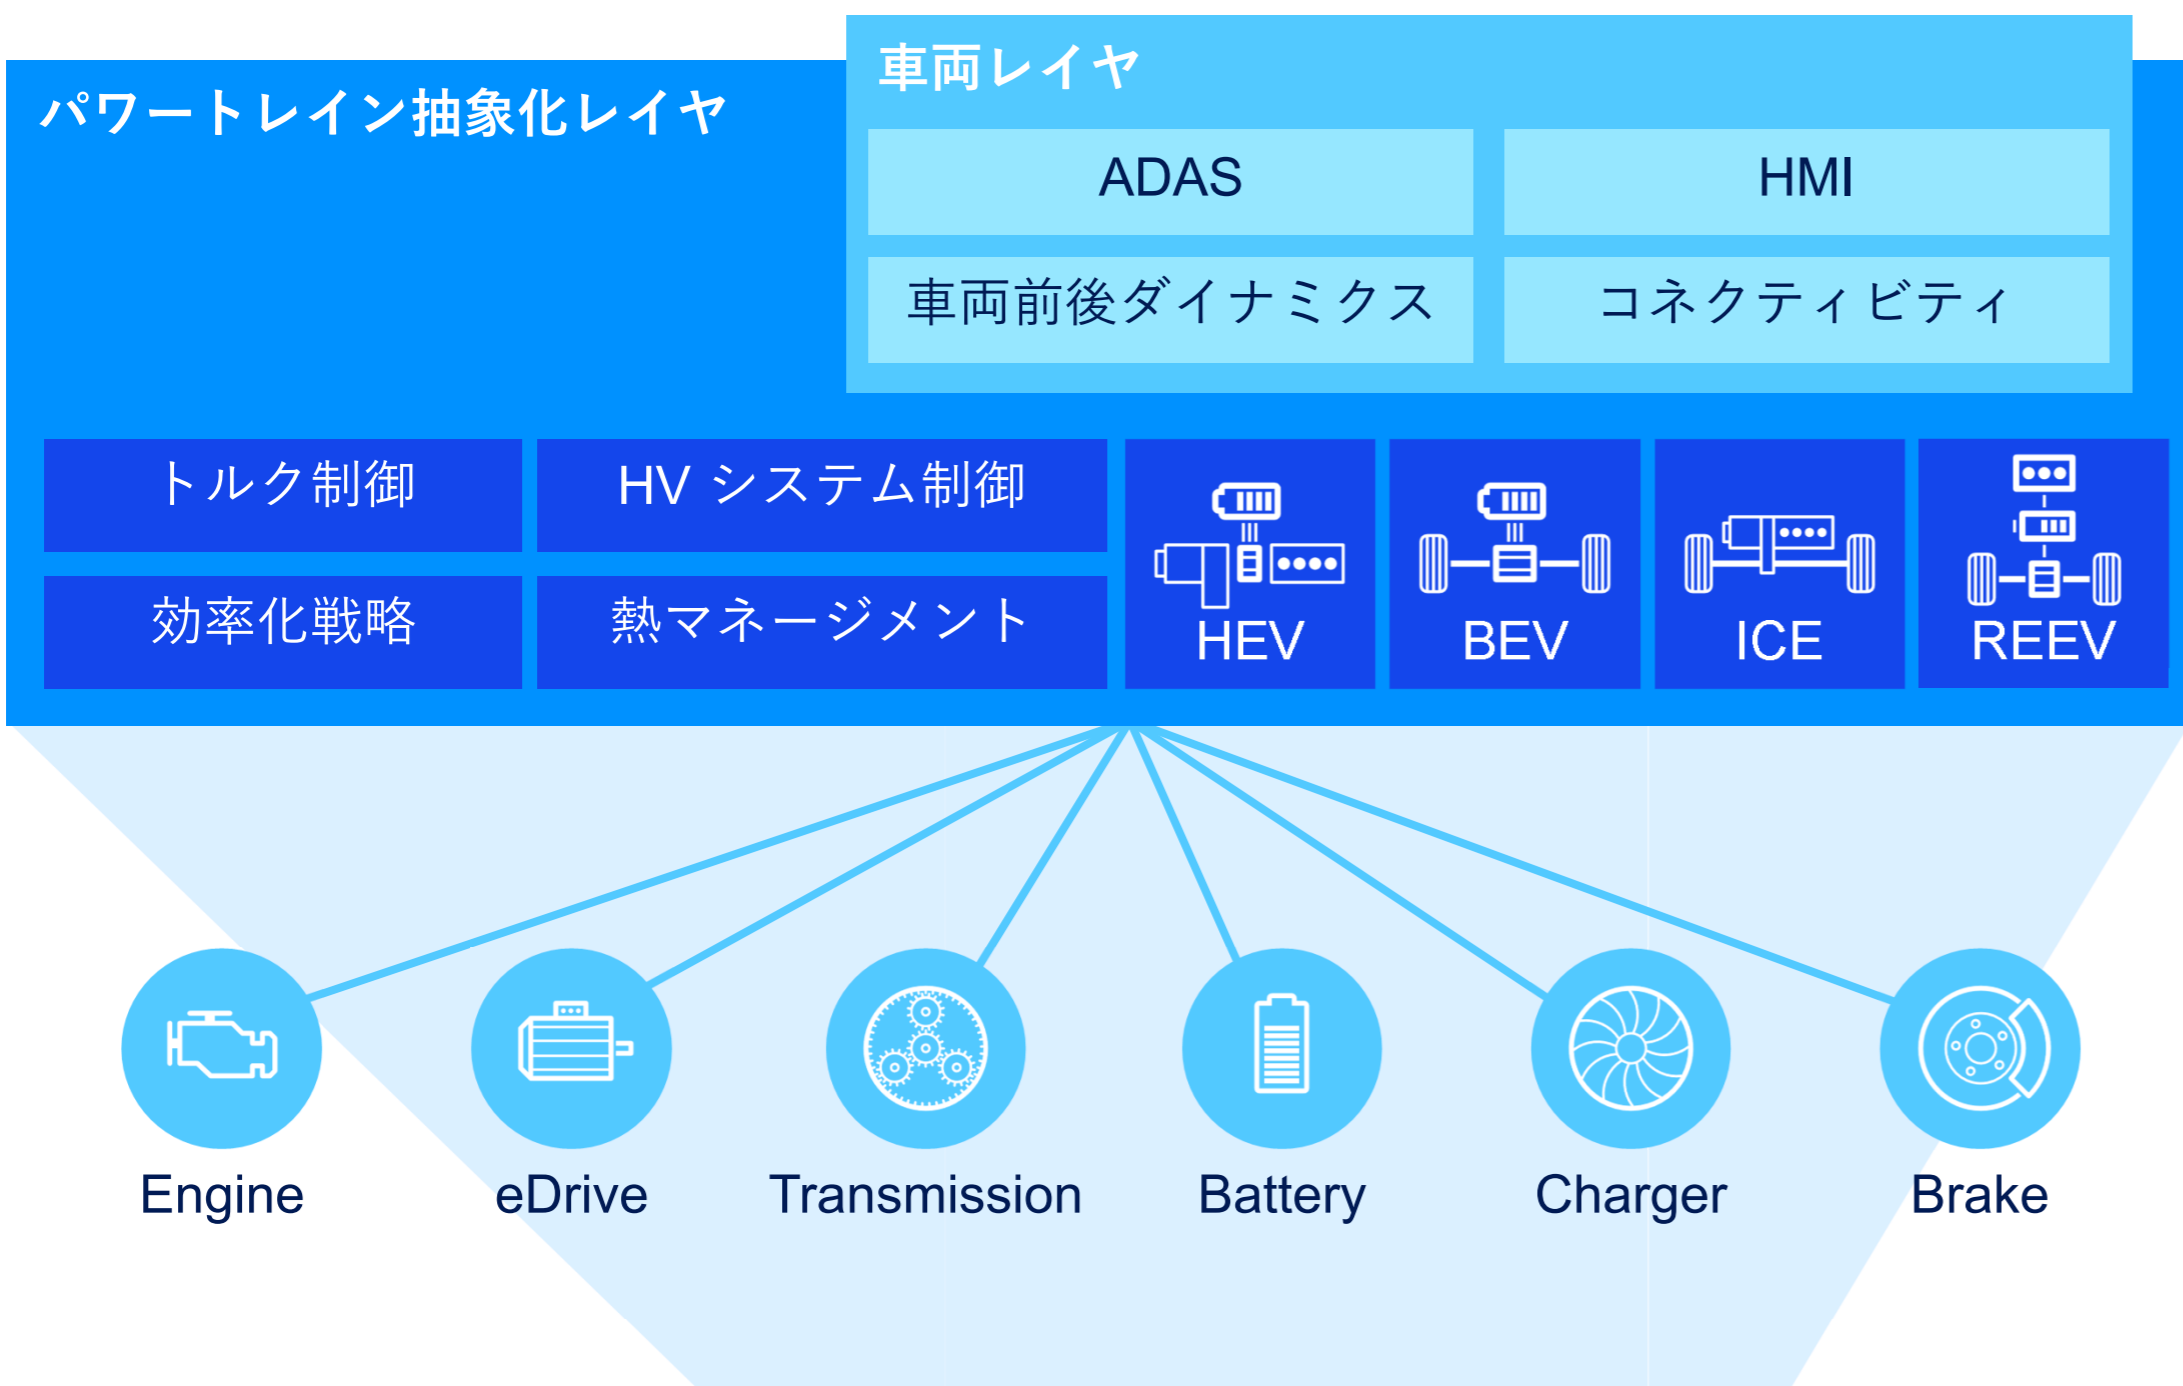 車両レイヤ
パワートレイン抽象化レイヤ
ADAS
HMI
車両前後ダイナミクス
コネクティビティ
トルク制御
HV システム制御
効率化戦略
熱マネージメント
HEV
BEV
ICE
REEV
Engine
eDrive
Transmission
Battery
Charger
Brake